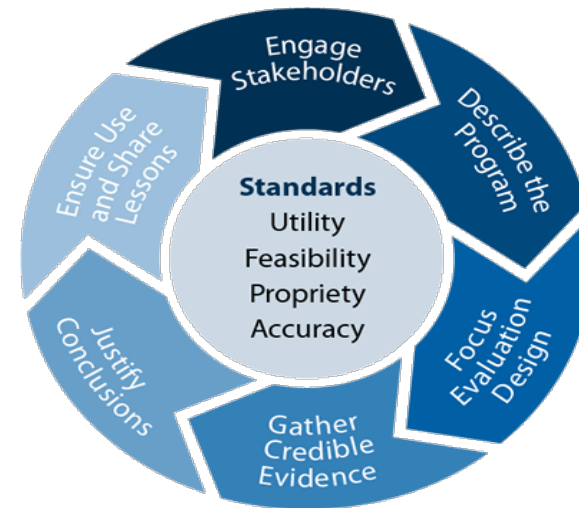 Engage
Stakeholders
Describe the
Program
Focus
Evaluation
Design
Gather
Credible
Evidence
Justify
Conclusions
Ensure Use
and Share
Lessons
Standards
Utility
Feasibility
Propriety
Accuracy